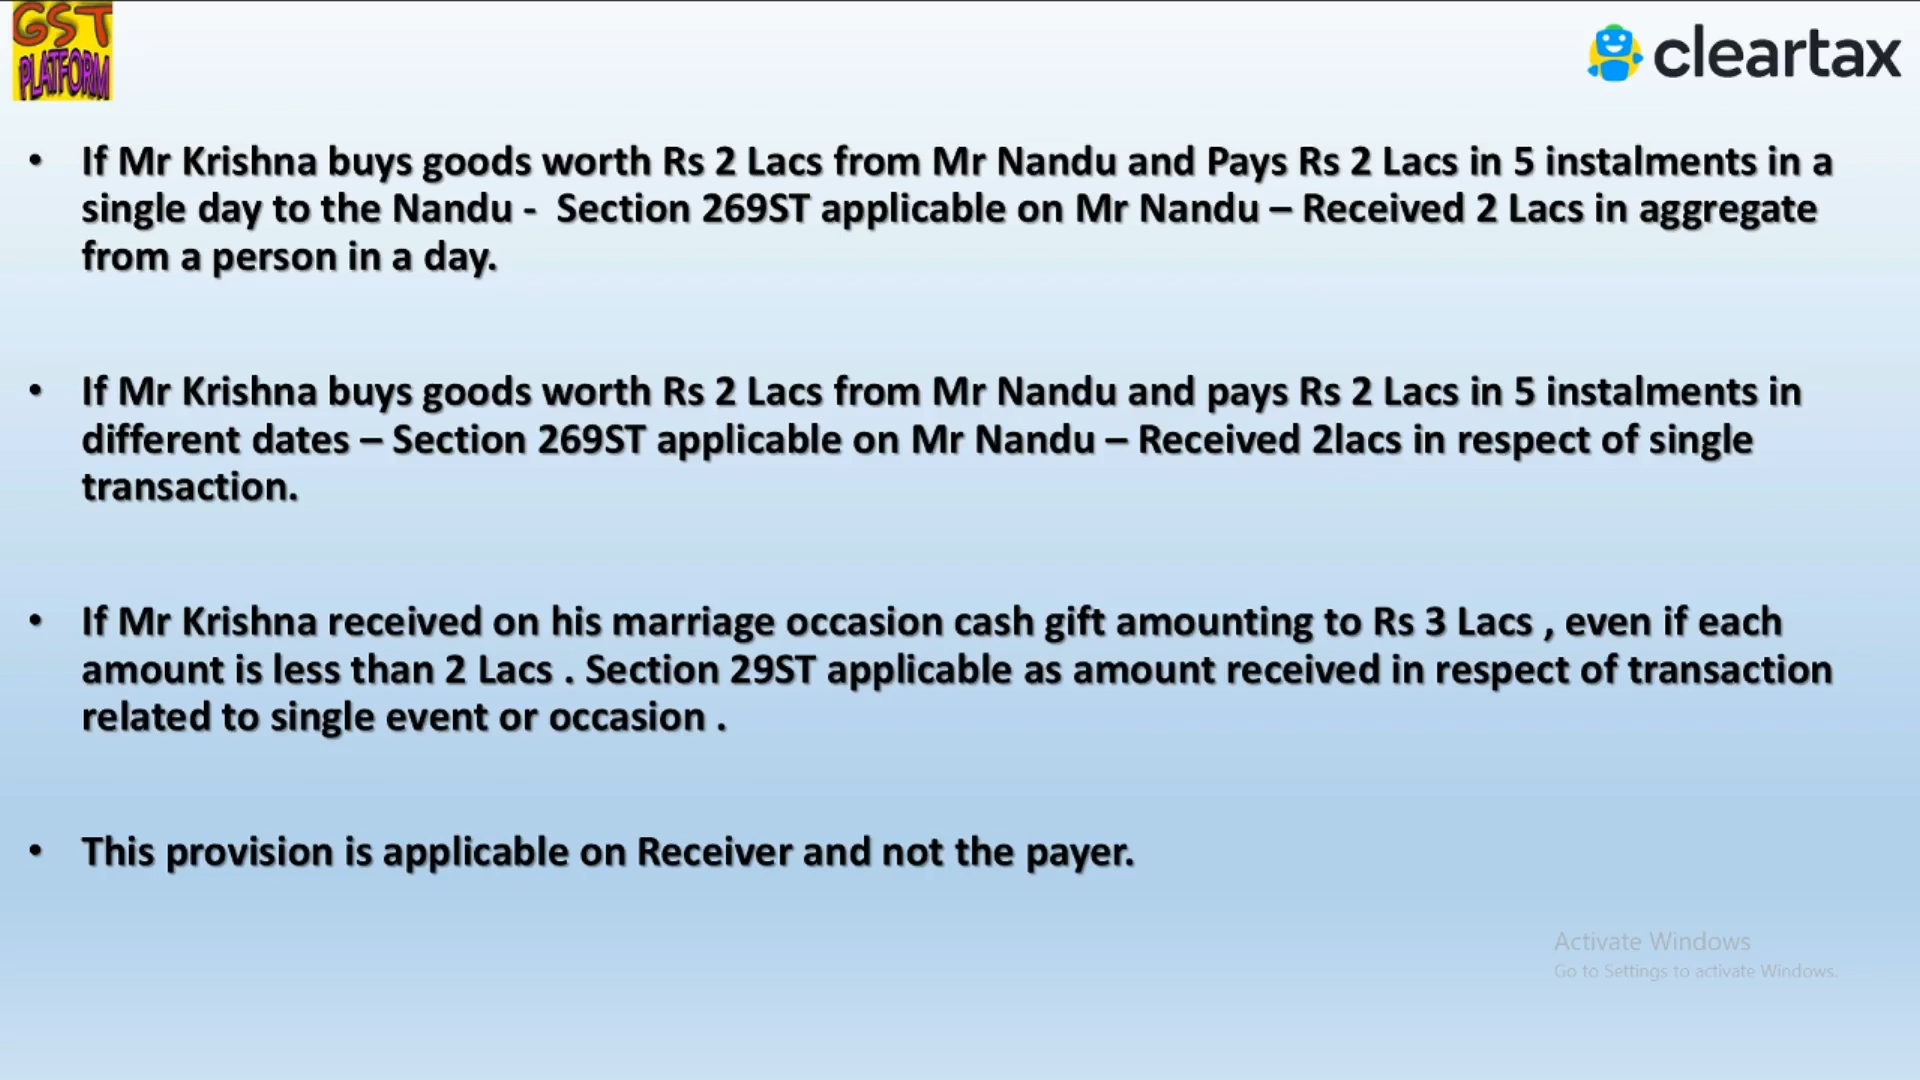 GST
PLATFORM
cleartax
• If Mr Krishna buys goods worth Rs 2 Lacs from Mr Nandu and Pays Rs 2 Lacs in 5 instalments in a
single day to the Nandu - Section 269ST applicable on Mr Nandu – Received 2 Lacs in aggregate
from a person in a day.
• If Mr Krishna buys goods worth Rs 2 Lacs from Mr Nandu and pays Rs 2 Lacs in 5 instalments in
different dates – Section 269ST applicable on Mr Nandu – Received 2lacs in respect of single
transaction.
• If Mr Krishna received on his marriage occasion cash gift amounting to Rs 3 Lacs , even if each
amount is less than 2 Lacs . Section 29ST applicable as amount received in respect of transaction
related to single event or occasion .
• This provision is applicable on Receiver and not the payer.
Activate Windows
Go to Settings to activate Windows.